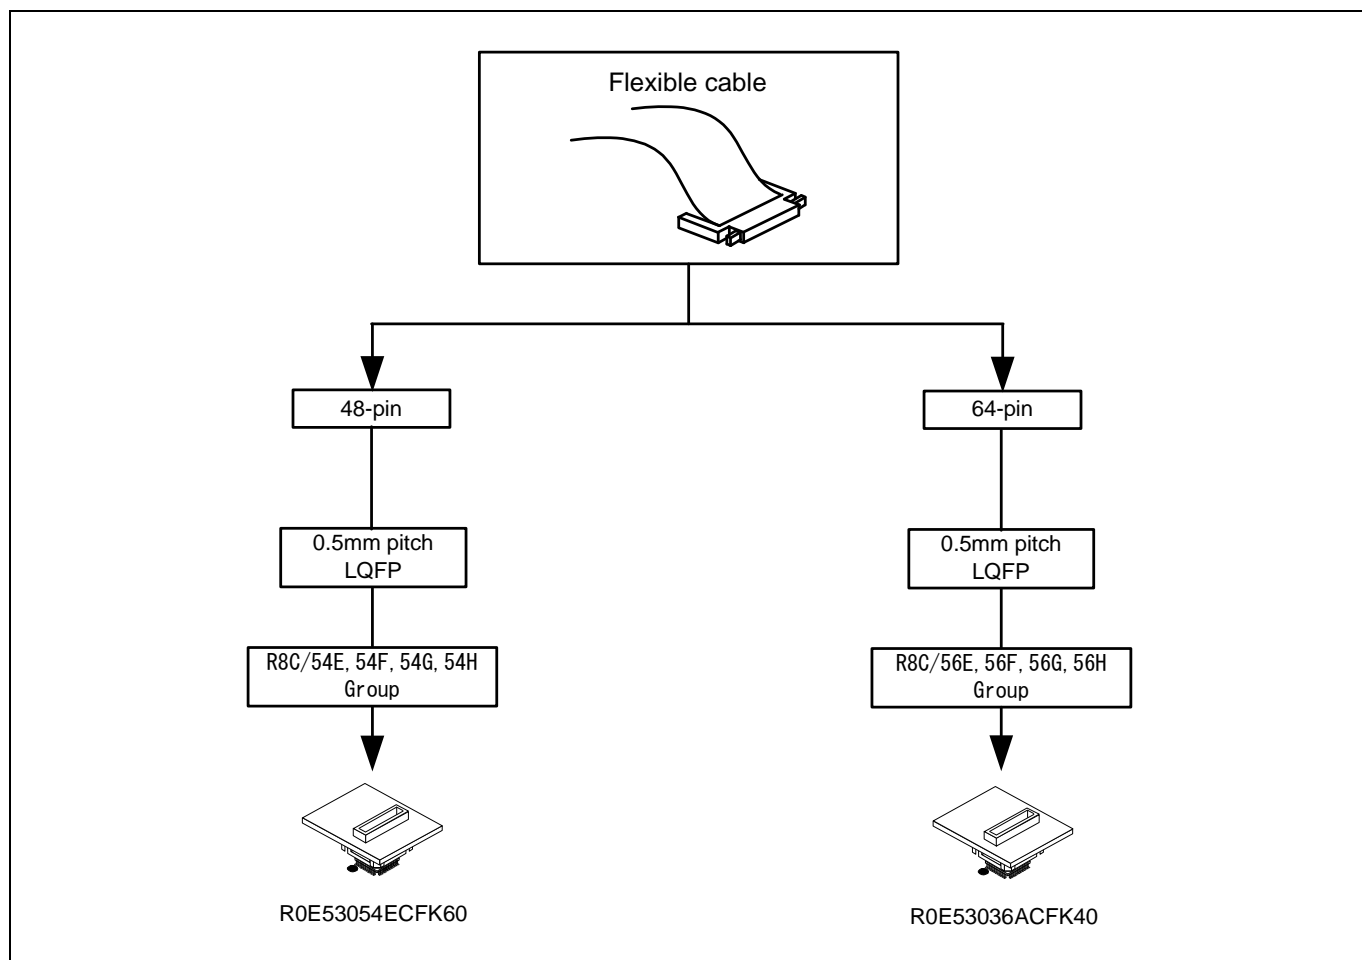 Flexible cable
48-pin
64-pin
0.5mm pitch
LQFP
0.5mm pitch
LQFP
R8C/54E, 54F, 54G, 54H
Group
R8C/56E, 56F, 56G, 56H
Group
R0E53054ECFK60
R0E53036ACFK40